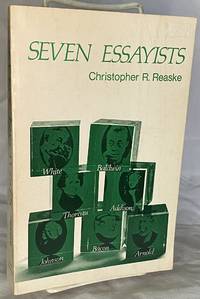 SEVEN ESSAYISTS
Christopher R. Reaske
White
Baldwin
Thoreau
Addison
Johnson
Bacon
Arnold